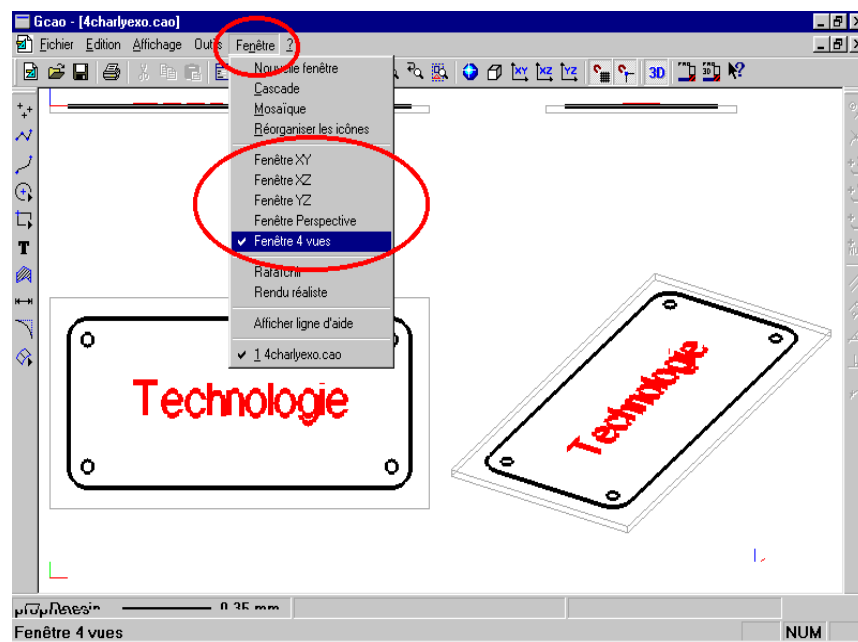 Gcao - [4charlyexo.cao]
Fichier Edition Affichage Outils Fenêtre ?
XY XZ YZ 3D
Nouvelle fenêtre
Cascade
Mosaïque
Réorganiser les icônes
Fenêtre XY
Fenêtre XZ
Fenêtre YZ
Fenêtre Perspective
Fenêtre 4 vues
Rafaîchir
Rendu réaliste
Afficher ligne d'aide
1 4charlyexo.cao
T
Technologie
Technologie
0.35 mm
Fenêtre 4 vues
NUM